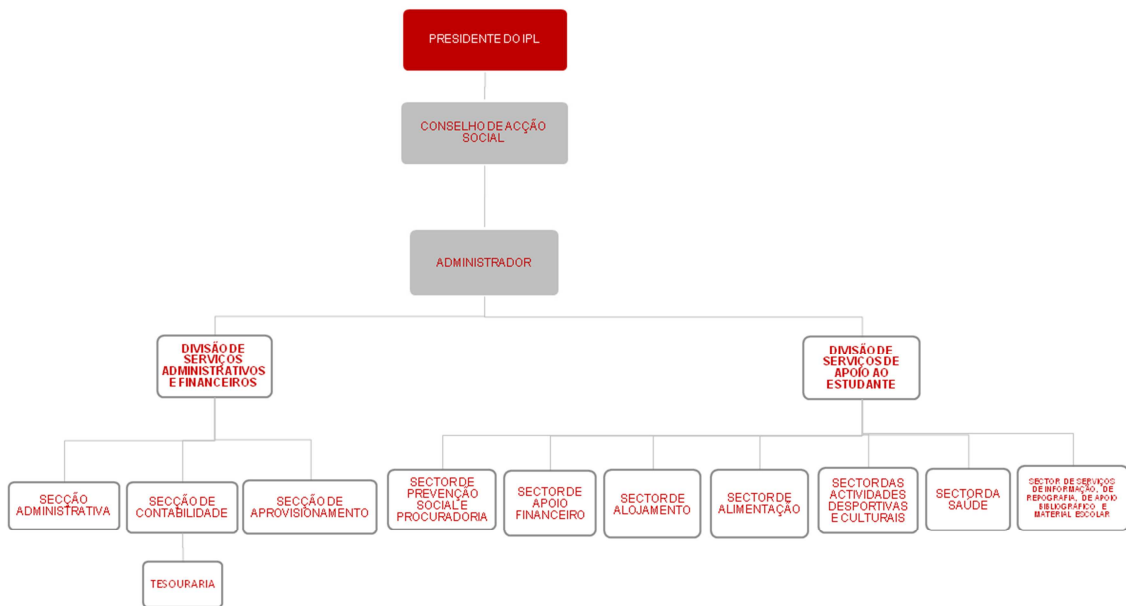 PRESIDENTE DO IPL
CONSELHO DE ACÇÃO
SOCIAL
ADMINISTRADOR
DIVISÃO DE
SERVIÇOS
ADMINISTRATIVOS
E FINANCEIROS
DIVISÃO DE
SERVIÇOS DE
APOIO AO
ESTUDANTE
SECÇÃO
ADMINISTRATIVA
SECÇÃO DE
CONTABILIDADE
SECÇÃO DE
APROVISIONAMENTO
SECTOR DE
PREVENÇÃO
SOCIAL E
PROCURADORIA
SECTOR DE
APOIO
FINANCEIRO
SECTOR DE
ALOJAMENTO
SECTOR DE
ALIMENTAÇÃO
SECTOR DAS
ACTIVIDADES
DESPORTIVAS
E CULTURAIS
SECTOR DA
SAÚDE
SECTOR DE SERVIÇOS
DE INFORMAÇÃO, DE
REPOGRAFIA, DE APOIO
BIBLIOGRÁFICO E
MATERIAL ESCOLAR
TESOURARIA